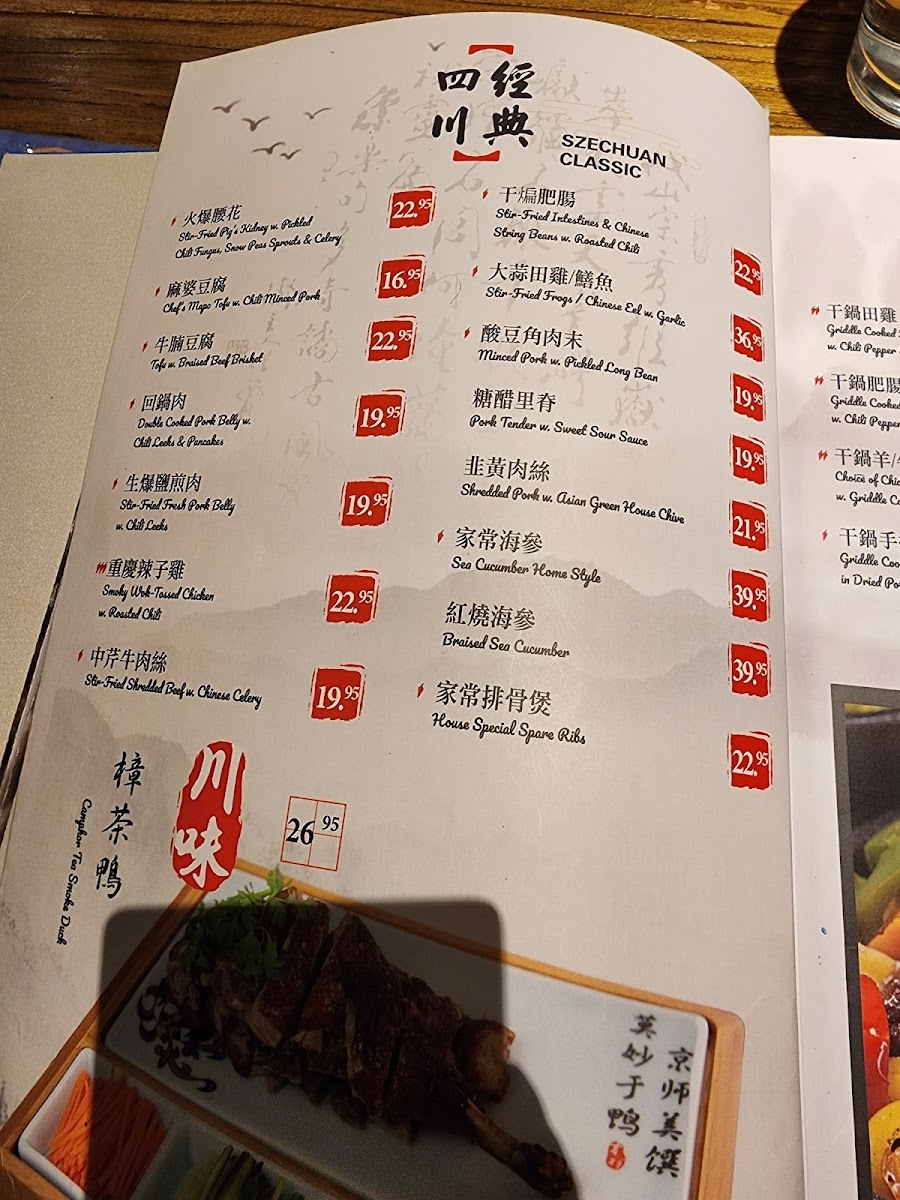 經典
四川
SZECHUAN
CLASSIC
火爆腰花
Stir-Fried Pig's Kidney w. Pickled
Chili Fungus, Snow Peas Sprouts & Celery
22.95
麻婆豆腐
Chef's Mapo Tofu w. Chili Minced Pork
16.95
牛腩豆腐
Tofu w. Braised Beef Brisket
22.95
回鍋肉
Double Cooked Pork Belly w.
Chili Leeks & Pancakes
19.95
生爆鹽煎肉
Stir-Fried Fresh Pork Belly
w. Chili Leeks
19.95
重慶辣子雞
Smoky Wok-Tossed Chicken
w. Roasted Chili
22.95
中芹牛肉絲
Stir-Fried Shredded Beef w. Chinese Celery
19.95
干煸肥腸
Stir-Fried Intestines & Chinese
String Beans w. Roasted Chili
22.95
大蒜田雞/鱔魚
Stir-Fried Frogs / Chinese Eel w. Garlic
36.95
酸豆角肉末
Minced Pork w. Pickled Long Bean
19.95
糖醋里脊
Pork Tender w. Sweet Sour Sauce
19.95
韭黃肉絲
Shredded Pork w. Asian Green House Chive
21.95
家常海參
Sea Cucumber Home Style
39.95
紅燒海參
Braised Sea Cucumber
39.95
家常排骨煲
House Special Spare Ribs
22.95
樟茶鴨
Camphor Tea Smoke Duck
川味
26 95
京师美馔
莫妙于鸭
干鍋田雞
Griddle Cooked
w. Chili Pepper
干鍋肥腸
Griddle Cooked
w. Chili Pepper
干鍋羊/
Choice of
w. Griddle
干鍋手
Griddle
in Dried